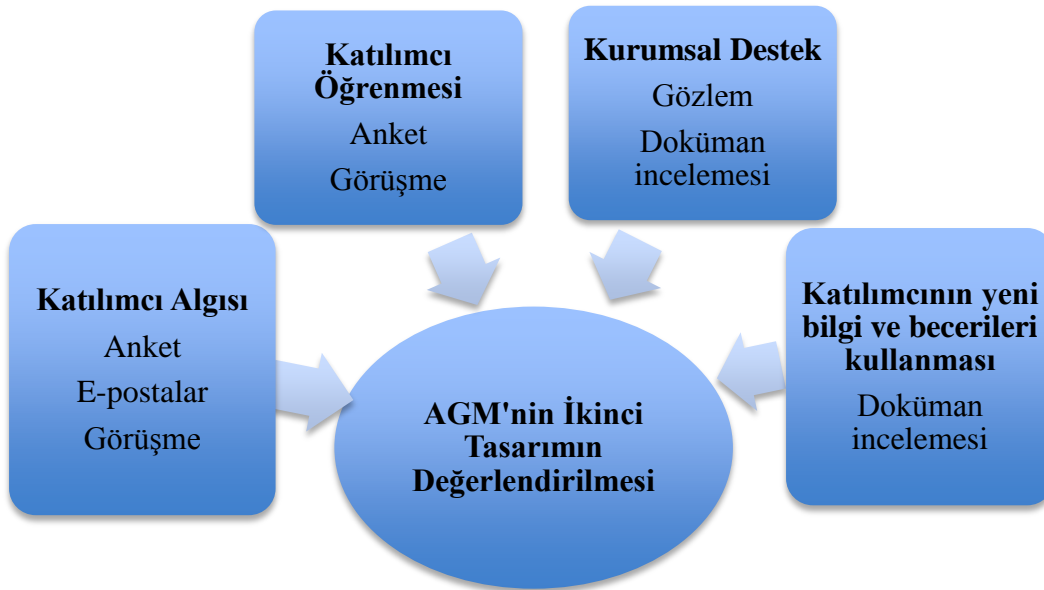 Katılımcı
Öğrenmesi
Anket
Görüşme
Kurumsal Destek
Gözlem
Doküman
incelemesi
Katılımcı Algısı
Anket
E-postalar
Görüşme
Katılımcının yeni
bilgi ve becerileri
kullanması
Doküman
incelemesi
AGM'nin İkinci
Tasarımın
Değerlendirilmesi